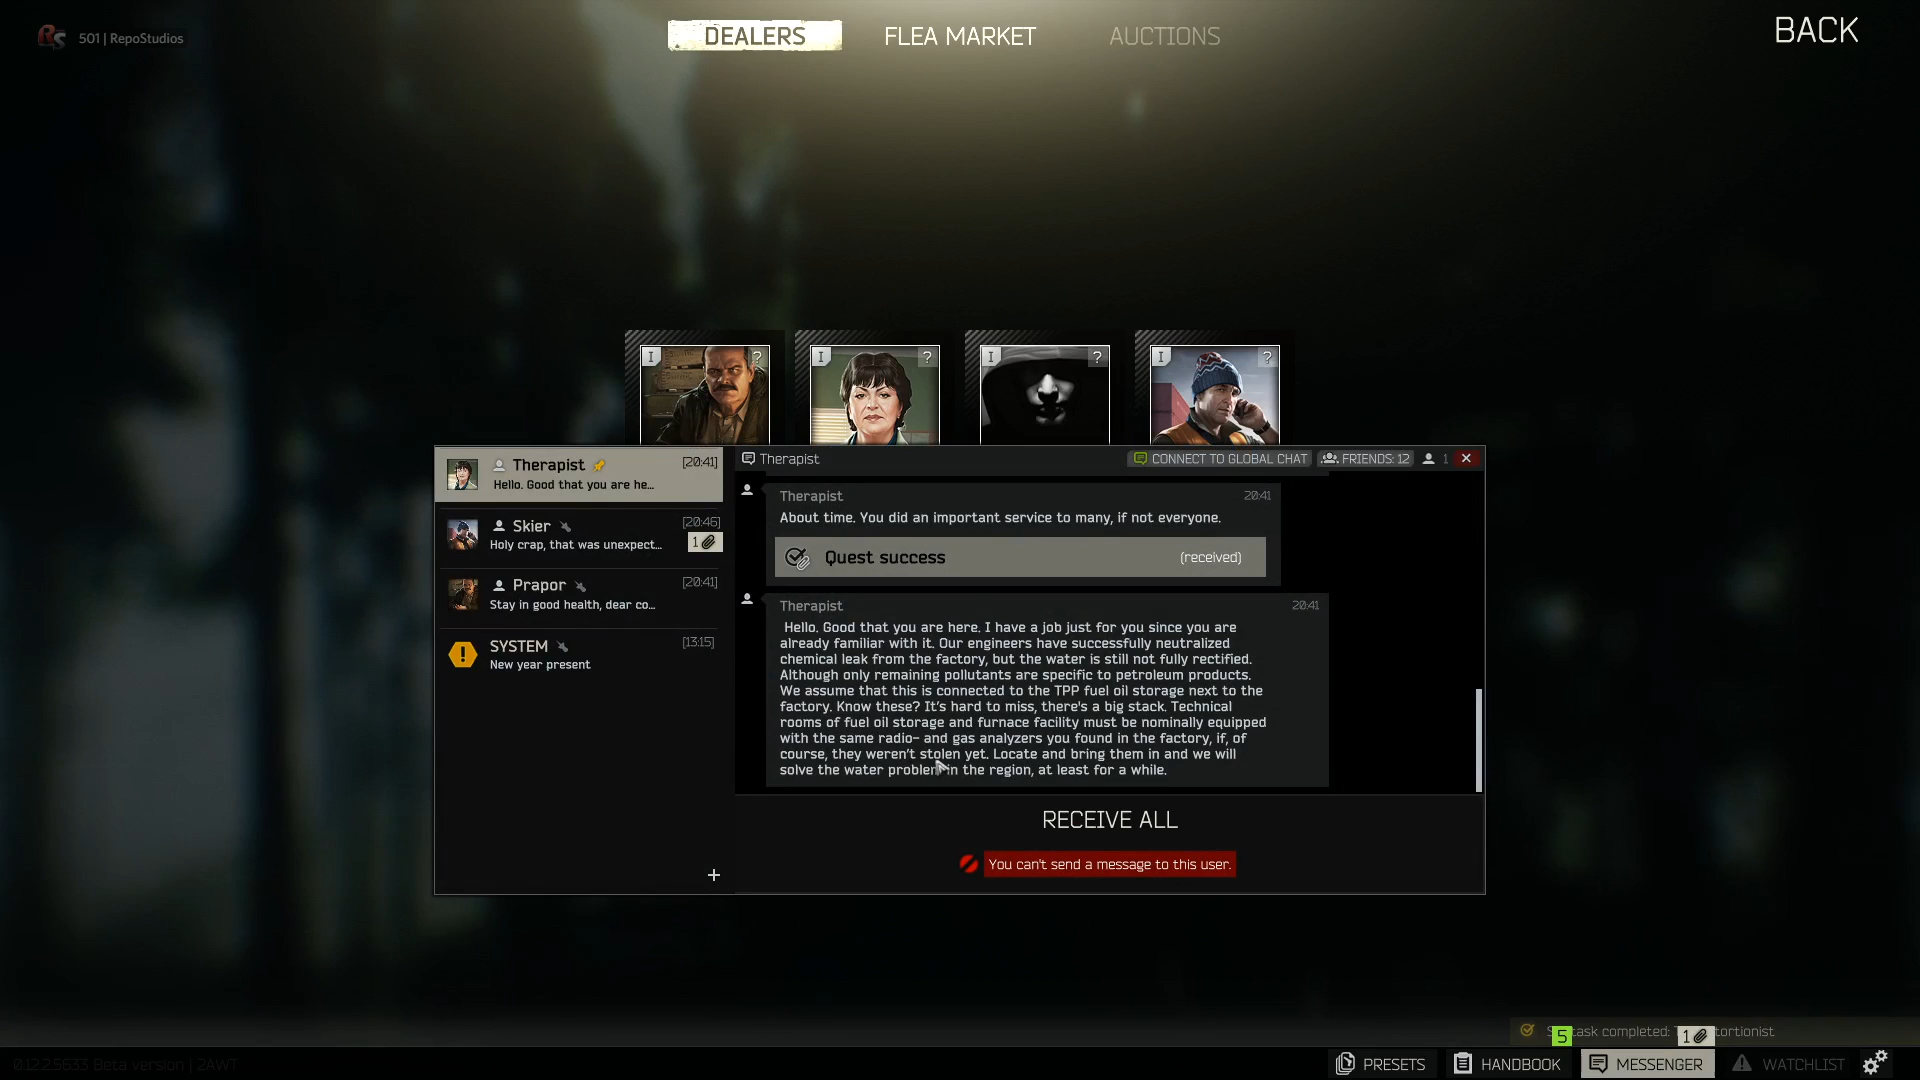 501 | RepoStudios
DEALERS
FLEA MARKET
AUCTIONS
BACK
I ?
I ?
I ?
I ?
Therapist [20:41]
Hello. Good that you are he...
Skier [20:46]
Holy crap, that was unexpect... 1
Prapor [20:41]
Stay in good health, dear co...
SYSTEM [13:15]
New year present
+
Therapist
CONNECT TO GLOBAL CHAT
FRIENDS: 12
1
Therapist 20:41
About time. You did an important service to many, if not everyone.
Quest success (received)
Therapist 20:41
Hello. Good that you are here. I have a job just for you since you are
already familiar with it. Our engineers have successfully neutralized
chemical leak from the factory, but the water is still not fully rectified.
Although only remaining pollutants are specific to petroleum products.
We assume that this is connected to the TPP fuel oil storage next to the
factory. Know these? It's hard to miss, there's a big stack. Technical
rooms of fuel oil storage and furnace facility must be nominally equipped
with the same radio- and gas analyzers you found in the factory, if, of
course, they weren't stolen yet. Locate and bring them in and we will
solve the water problem in the region, at least for a while.
RECEIVE ALL
You can't send a message to this user.
task completed: tortionist
5
1
0.12.2.5633 Beta version | 2AWT
PRESETS
HANDBOOK
MESSENGER
WATCHLIST